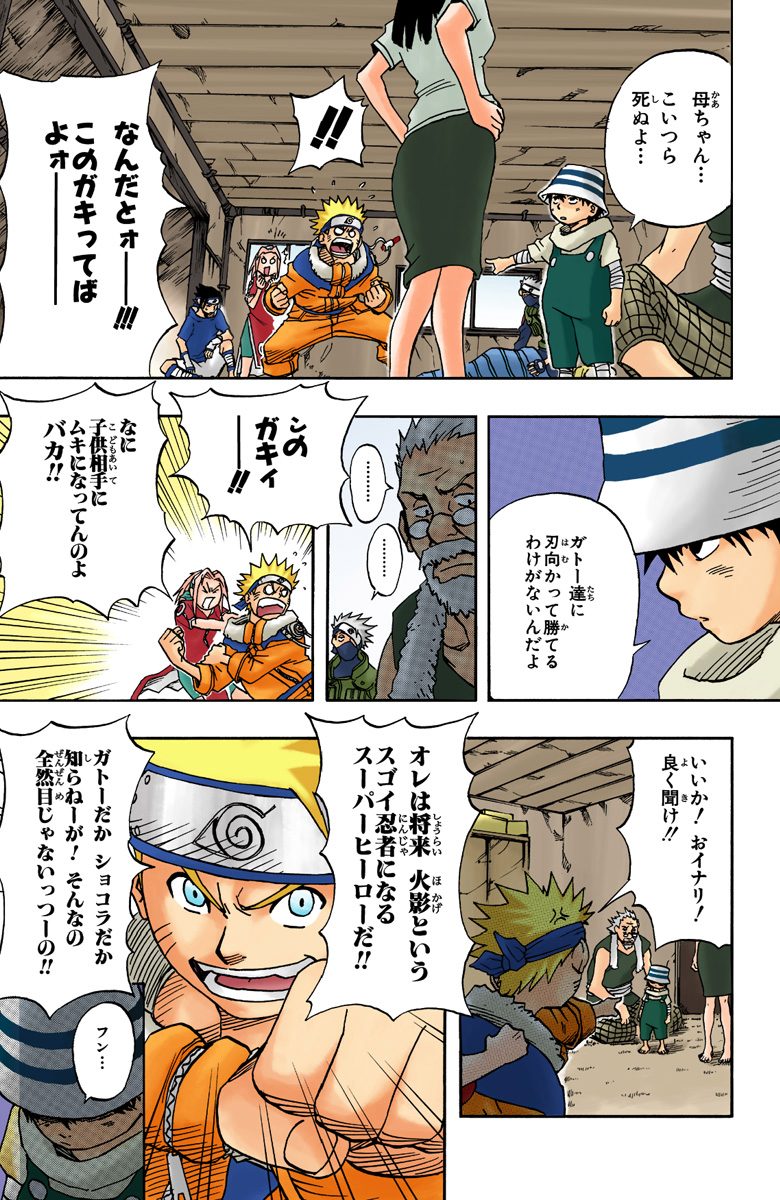 母ちゃん…
こいつら
死ぬよ…
!!
なんだとォ――!!!
このガキってば
よォ―――
ガトー達に
刃向かって勝てる
わけがないんだよ
……
……
このガキィ
――!!
なに
子供相手に
ムキになってんのよ
バカ!!
いいか!おイナリ!
良く聞け!!
オレは将来 火影という
スゴイ忍者になる
スーパーヒーローだ!!
ガトーだか ショコラだか
知らねーが!そんなの
全然目じゃないっつーの!!
フン…